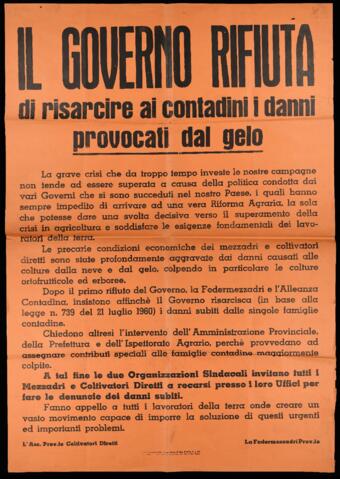 IL GOVERNO RIFIUTA
di risarcire ai contadini i danni
provocati dal gelo
La grave crisi che da troppo tempo investe le nostre campagne
non tende ad essere superata a causa della politica condotta dai
vari Governi che si sono succeduti nel nostro Paese, i quali hanno
sempre impedito di arrivare ad una vera Riforma Agraria, la sola
che potesse dare una svolta decisiva verso il superamento della
crisi in agricoltura e soddisfare le esigenze fondamentali dei lavo-
ratori della terra.
Le precarie condizioni economiche dei mezzadri e coltivatori
diretti sono state profondamente aggravate dai danni causati alle
colture dalla neve e dal gelo, colpendo in particolare le colture
ortofrutticole ed erboree.
Dopo il primo rifiuto del Governo, la Federmezzadri e l'Alleanza
Contadina, insistono affinchè il Governo risarcisca (in base alla
legge n. 739 del 21 luglio 1960) i danni subiti dalle singole famiglie
contadine.
Chiedono altresì l'intervento dell'Amministrazione Provinciale,
della Prefettura e dell'Ispettorato Agrario, perchè provvedano ad
assegnare contributi speciali alle famiglie contadine maggiormente
colpite.
A tal fine le due Organizzazioni Sindacali invitano tutti i
Mezzadri e Coltivatori Diretti a recarsi presso i loro Uffici per
fare le denuncie dei danni subiti.
Fanno appello a tutti i lavoratori della terra onde creare un
vasto movimento capace di imporre la soluzione di questi urgenti
ed importanti problemi.
L'Ass. Prov.le Coltivatori Diretti La Federmezzadri Prov.le